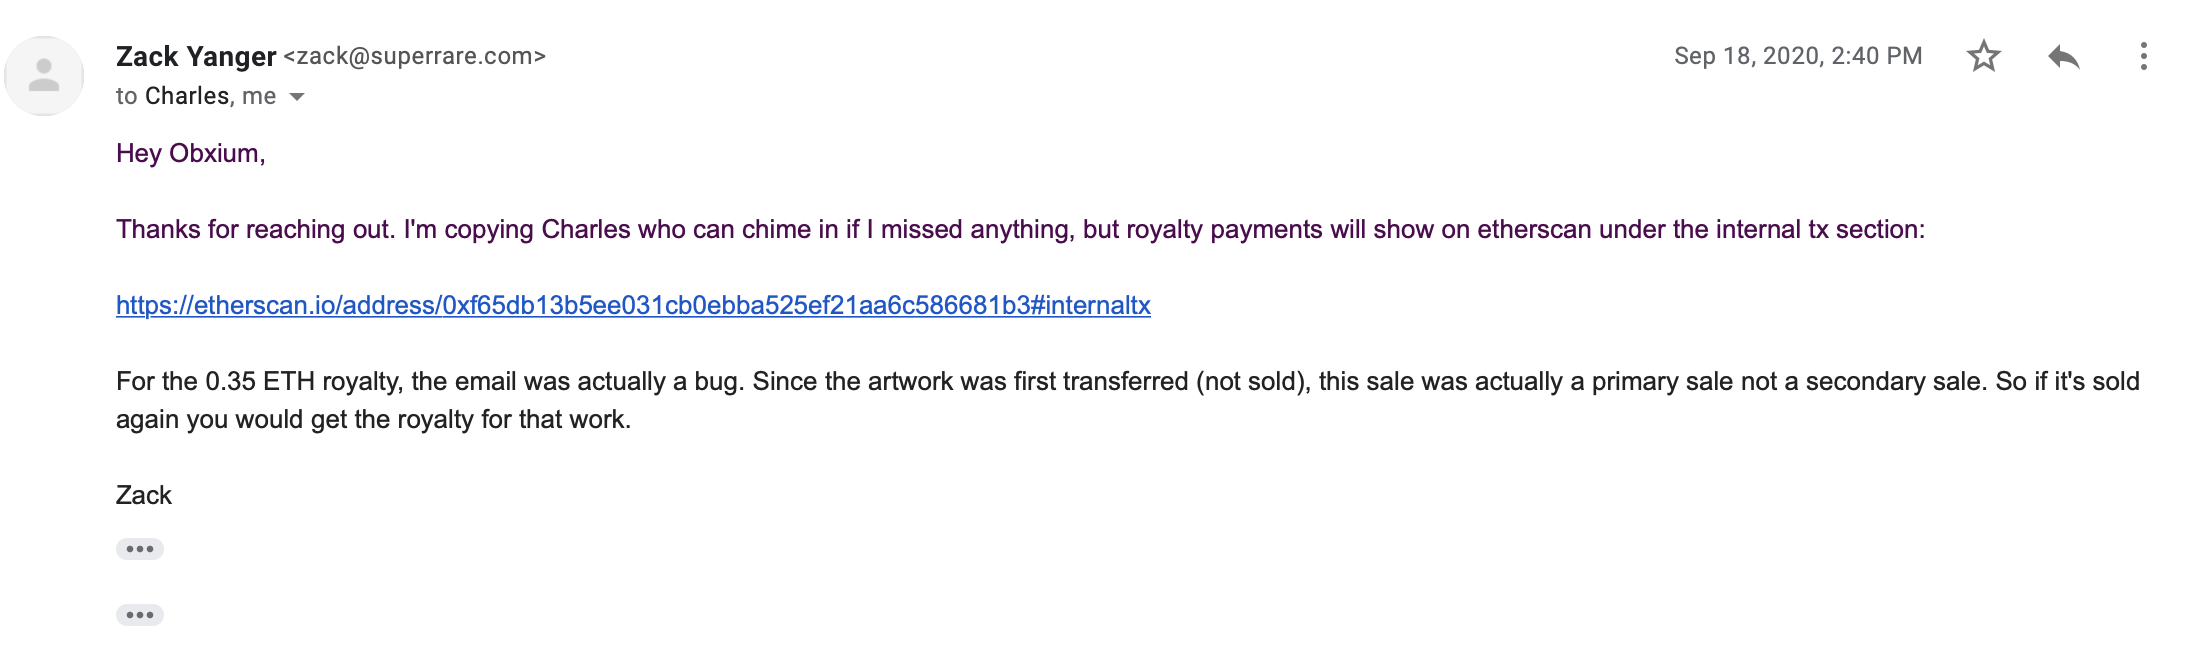 Zack Yanger <zack@superrare.com>
Sep 18, 2020, 2:40 PM
to Charles, me
Hey Obxium,
Thanks for reaching out. I'm copying Charles who can chime in if I missed anything, but royalty payments will show on etherscan under the internal tx section:
https://etherscan.io/address/0xf65db13b5ee031cb0ebba525ef21aa6c586681b3#internaltx
For the 0.35 ETH royalty, the email was actually a bug. Since the artwork was first transferred (not sold), this sale was actually a primary sale not a secondary sale. So if it's sold
again you would get the royalty for that work.
Zack